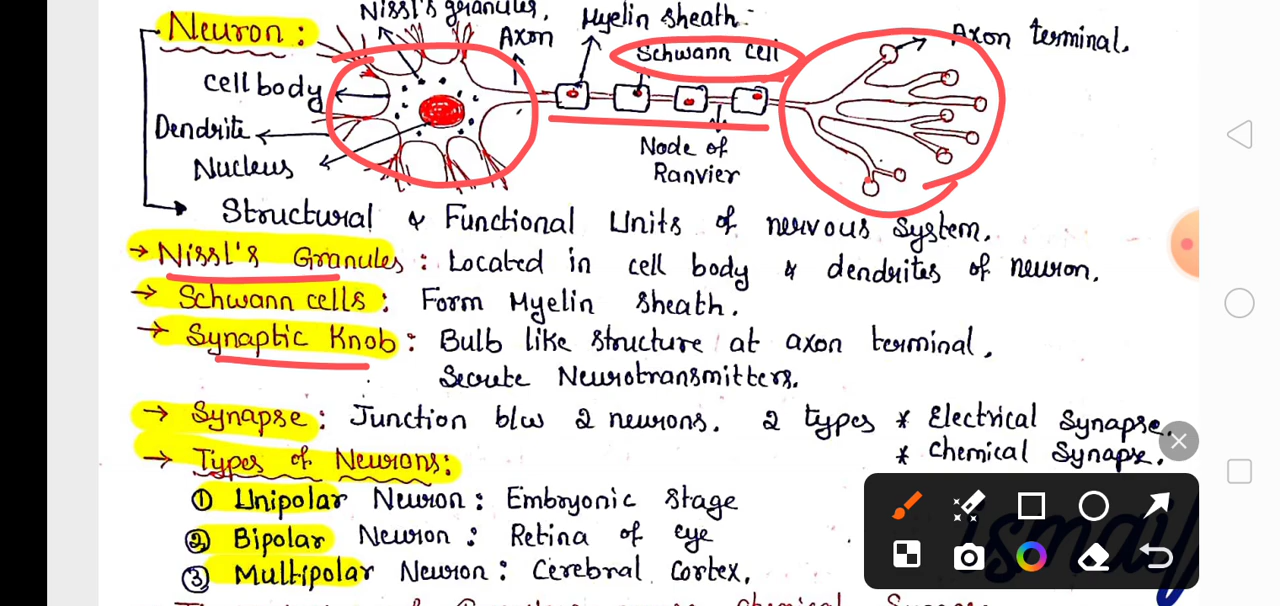 Nissl's granules.
Myelin sheath
Neuron :
Axon
Axon terminal.
Schwann cell
cell body
Dendrite
Nucleus
Node of
Ranvier
Structural & Functional Units of nervous System.
→ Nissl's Granules : Located in cell body & dendrites of neuron.
→ Schwann cells : Form Myelin Sheath.
→ Synaptic Knob : Bulb like structure at axon terminal.
Secrete Neurotransmitters.
→ Synapse : Junction b/w 2 neurons. 2 types * Electrical Synapse.
* Chemical Synapse.
→ Types of Neurons :
① Unipolar Neuron : Embryonic Stage
② Bipolar Neuron : Retina of eye
③ Multipolar Neuron : Cerebral Cortex.